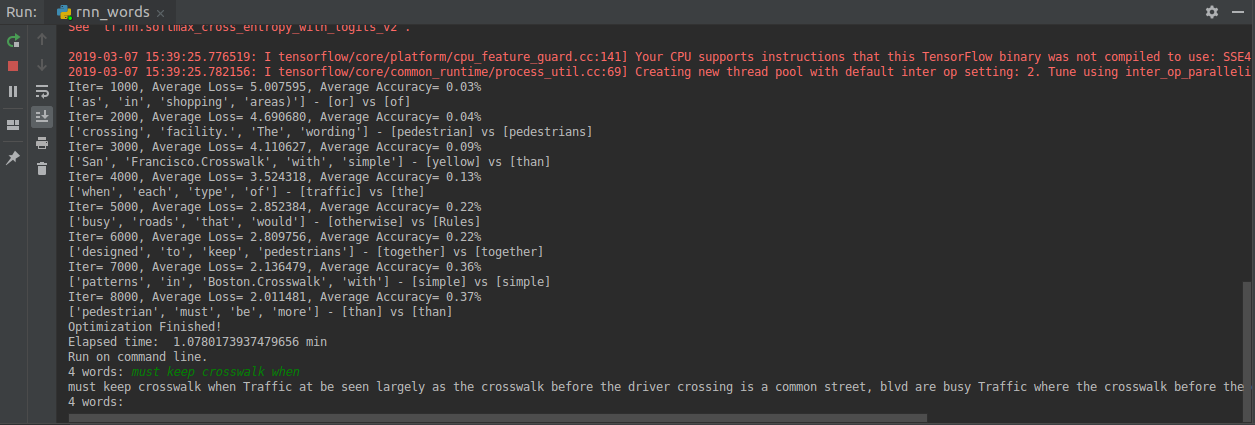 Run: rnn_words
See `tf.nn.softmax_cross_entropy_with_logits_v2`.
2019-03-07 15:39:25.776519: I tensorflow/core/platform/cpu_feature_guard.cc:141] Your CPU supports instructions that this TensorFlow binary was not compiled to use: SSE4
2019-03-07 15:39:25.782156: I tensorflow/core/common_runtime/process_util.cc:69] Creating new thread pool with default inter op setting: 2. Tune using inter_op_paralleli
Iter= 1000, Average Loss= 5.007595, Average Accuracy= 0.03%
['as', 'in', 'shopping', 'areas)'] - [or] vs [of]
Iter= 2000, Average Loss= 4.690680, Average Accuracy= 0.04%
['crossing', 'facility.', 'The', 'wording'] - [pedestrian] vs [pedestrians]
Iter= 3000, Average Loss= 4.110627, Average Accuracy= 0.09%
['San', 'Francisco.Crosswalk', 'with', 'simple'] - [yellow] vs [than]
Iter= 4000, Average Loss= 3.524318, Average Accuracy= 0.13%
['when', 'each', 'type', 'of'] - [traffic] vs [the]
Iter= 5000, Average Loss= 2.852384, Average Accuracy= 0.22%
['busy', 'roads', 'that', 'would'] - [otherwise] vs [Rules]
Iter= 6000, Average Loss= 2.809756, Average Accuracy= 0.22%
['designed', 'to', 'keep', 'pedestrians'] - [together] vs [together]
Iter= 7000, Average Loss= 2.136479, Average Accuracy= 0.36%
['patterns', 'in', 'Boston.Crosswalk', 'with'] - [simple] vs [simple]
Iter= 8000, Average Loss= 2.011481, Average Accuracy= 0.37%
['pedestrian', 'must', 'be', 'more'] - [than] vs [than]
Optimization Finished!
Elapsed time:  1.0780173937479656 min
Run on command line.
4 words: must keep crosswalk when
must keep crosswalk when Traffic at be seen largely as the crosswalk before the driver crossing is a common street, blvd are busy Traffic where the crosswalk before the
4 words: